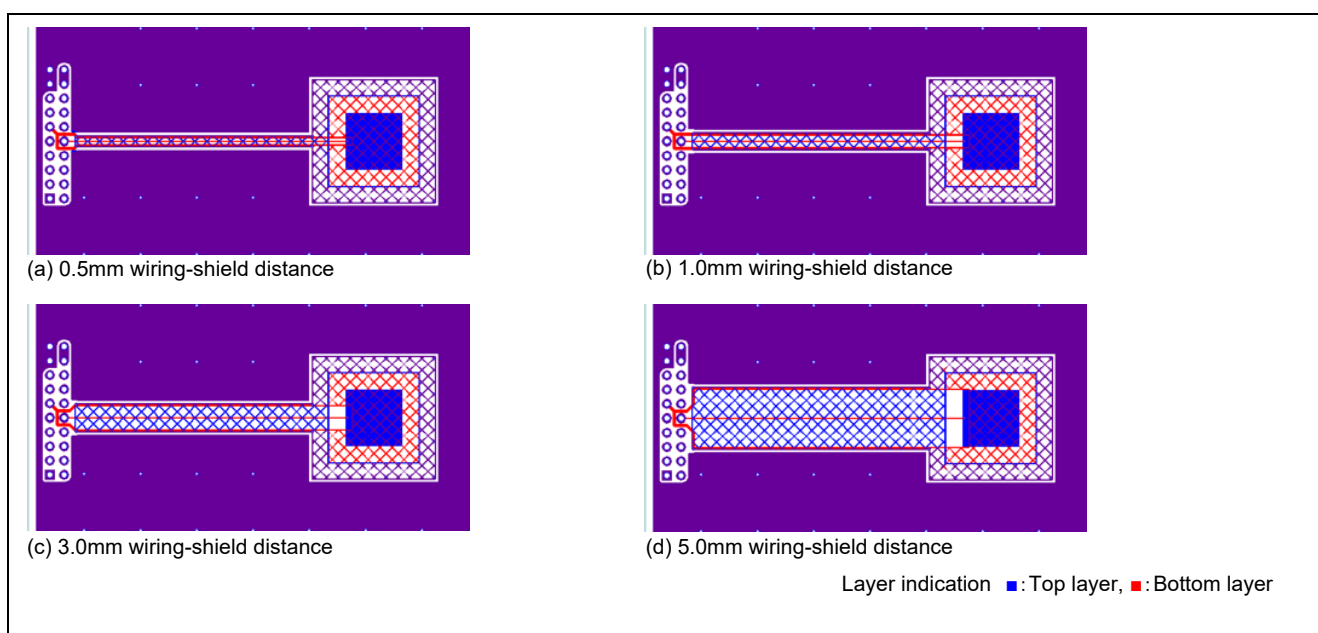 (a) 0.5mm wiring-shield distance
(b) 1.0mm wiring-shield distance
(c) 3.0mm wiring-shield distance
(d) 5.0mm wiring-shield distance
Layer indication ■: Top layer, ■: Bottom layer